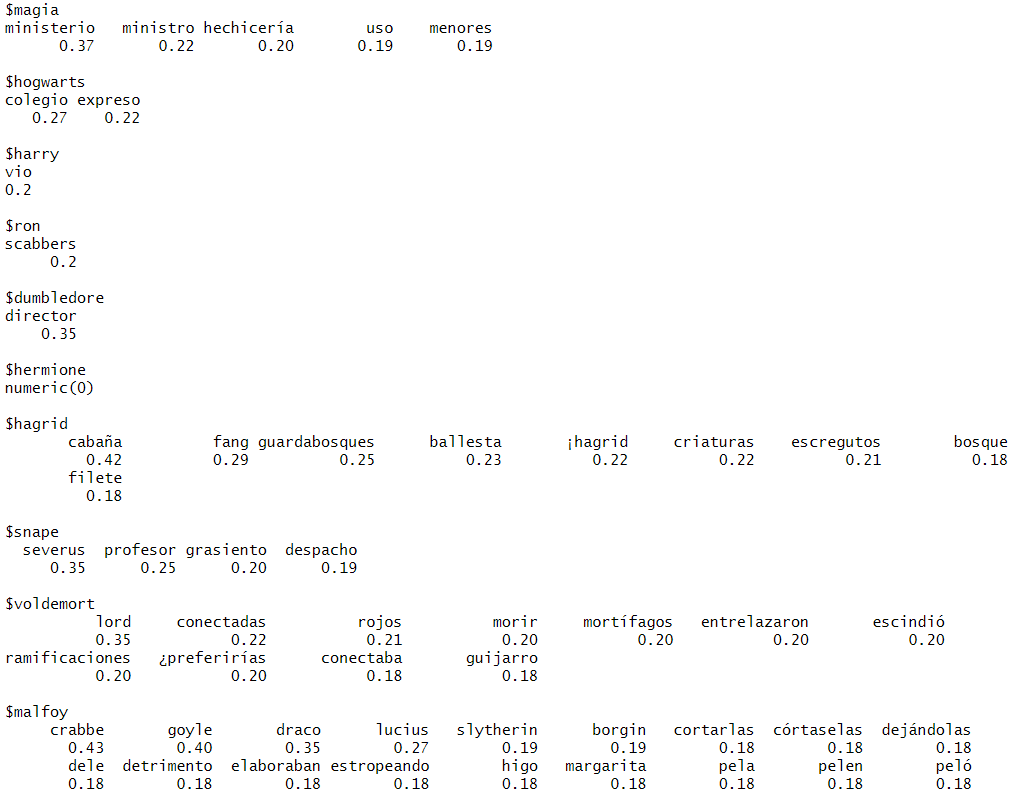 $magia
ministerio ministro hechicería uso menores
0.37 0.22 0.20 0.19 0.19
$hogwarts
colegio expreso
0.27 0.22
$harry
vio
0.2
$ron
scabbers
0.2
$dumbledore
director
0.35
$hermione
numeric(0)
$hagrid
cabaña fang guardabosques ballesta ¡hagrid criaturas escregutos bosque
0.42 0.29 0.25 0.23 0.22 0.22 0.21 0.18
filete
0.18
$snape
severus profesor grasiento despacho
0.35 0.25 0.20 0.19
$voldemort
lord conectadas rojos morir mortífagos entrelazaron escindió
0.35 0.22 0.21 0.20 0.20 0.20 0.20
ramificaciones ¿preferirías conectaba guijarro
0.20 0.20 0.18 0.18
$malfoy
crabbe goyle draco lucius slytherin borgin cortarlas córtaselas dejándolas
0.43 0.40 0.35 0.27 0.19 0.19 0.18 0.18 0.18
dele detrimento elaboraban estropeando higo margarita pela pelen peló
0.18 0.18 0.18 0.18 0.18 0.18 0.18 0.18 0.18